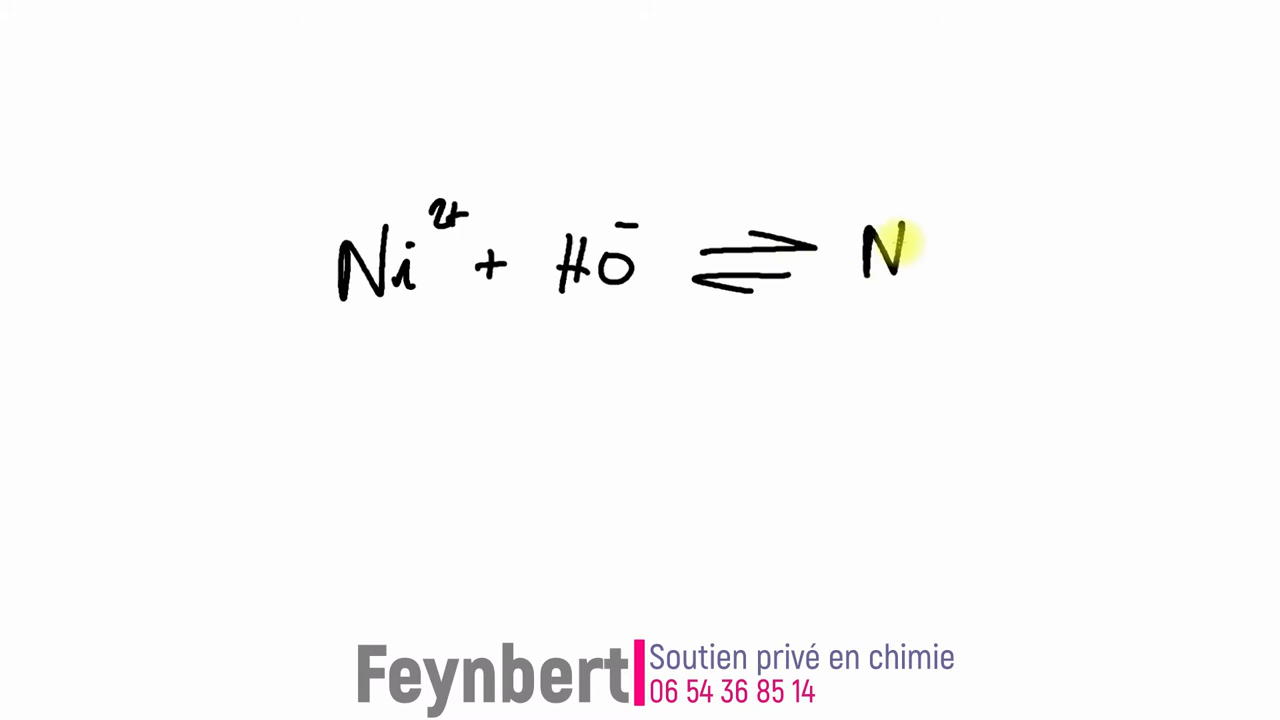 Ni²⁺ + HO⁻ ⇌ N
Feynbert
Soutien privé en chimie
06 54 36 85 14